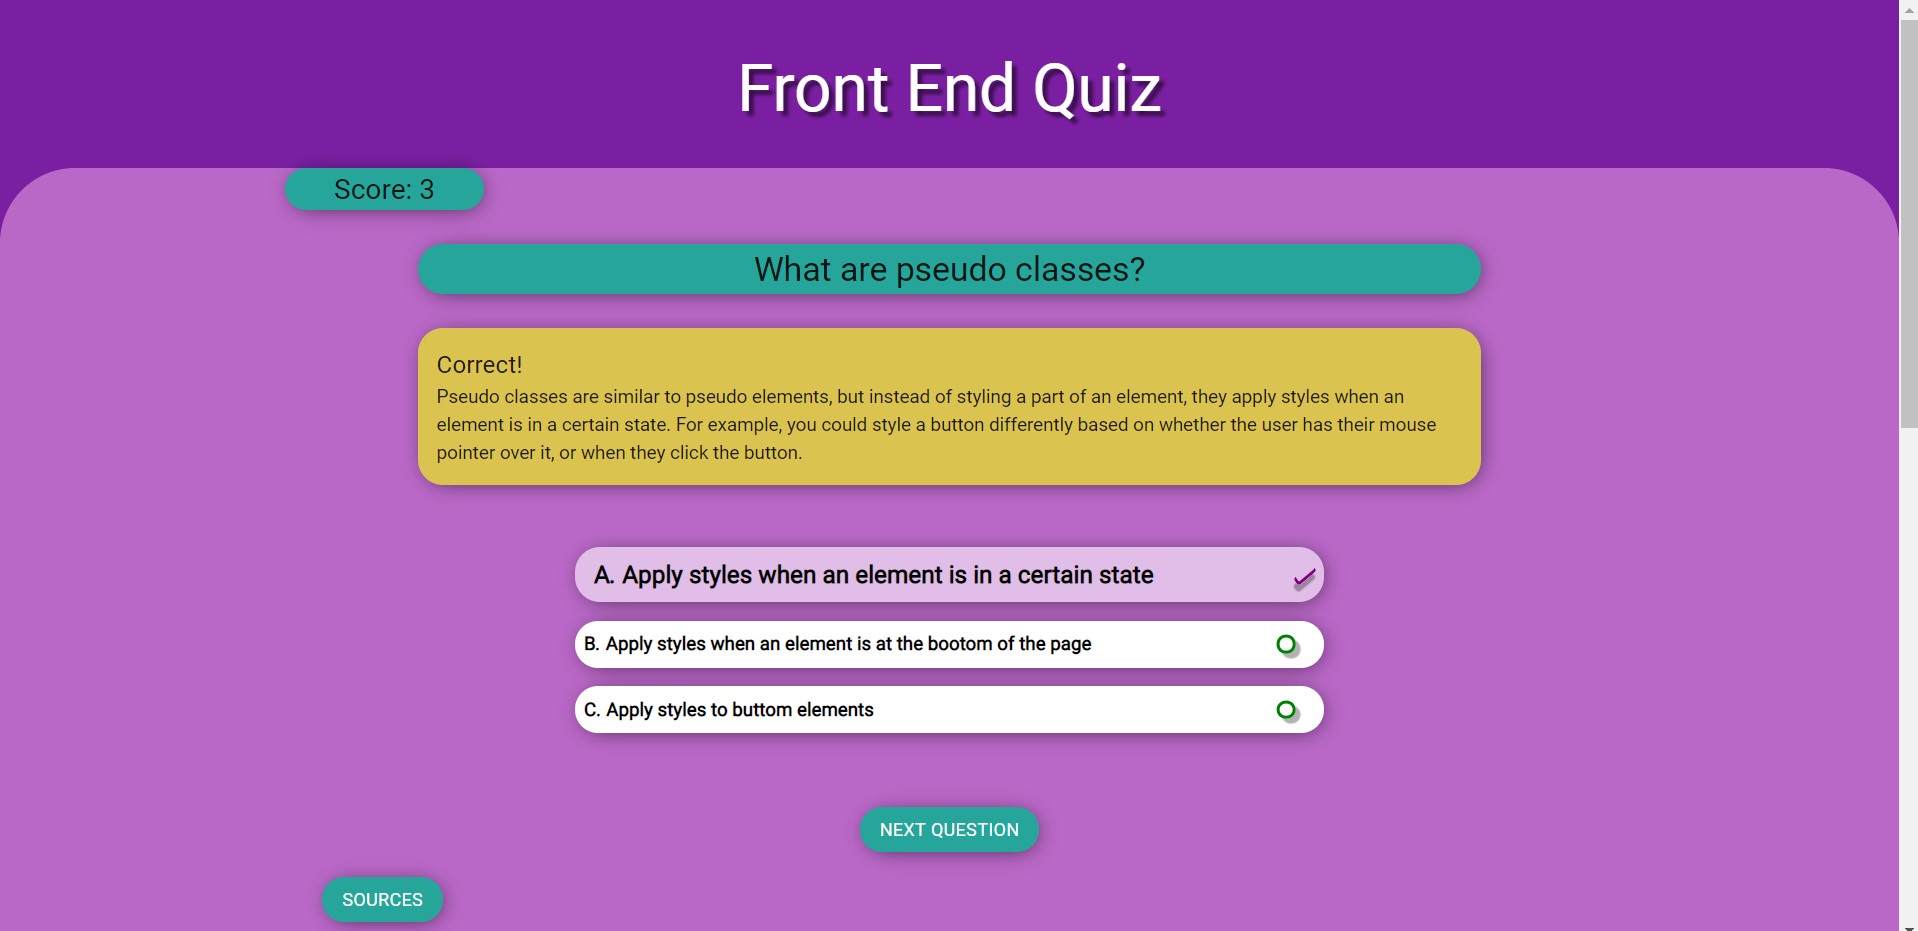 Front End Quiz
Score: 3
What are pseudo classes?
Correct!
Pseudo classes are similar to pseudo elements, but instead of styling a part of an element, they apply styles when an
element is in a certain state. For example, you could style a button differently based on whether the user has their mouse
pointer over it, or when they click the button.
A. Apply styles when an element is in a certain state
B. Apply styles when an element is at the bootom of the page
C. Apply styles to buttom elements
NEXT QUESTION
SOURCES